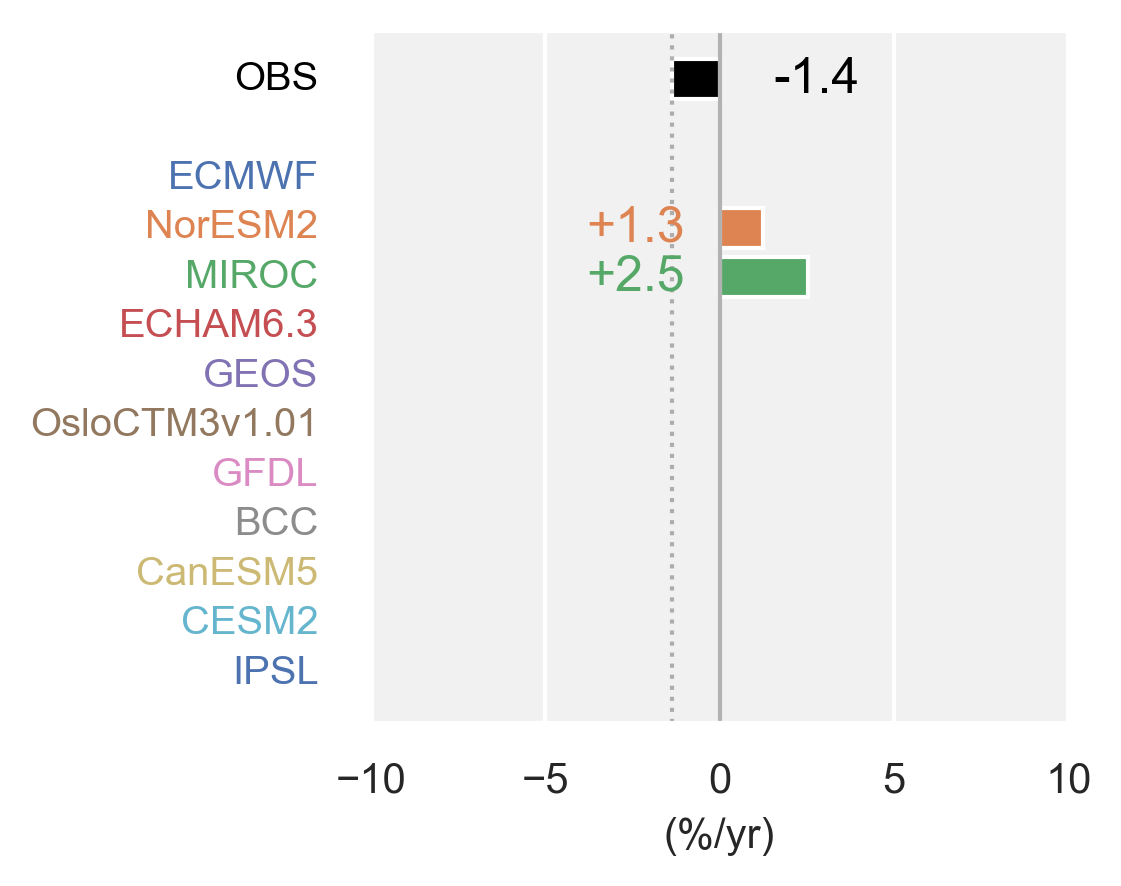 OBS -1.4
ECMWF
NorESM2 +1.3
MIROC +2.5
ECHAM6.3
GEOS
OsloCTM3v1.01
GFDL
BCC
CanESM5
CESM2
IPSL
−10 −5 0 5 10
(%/yr)